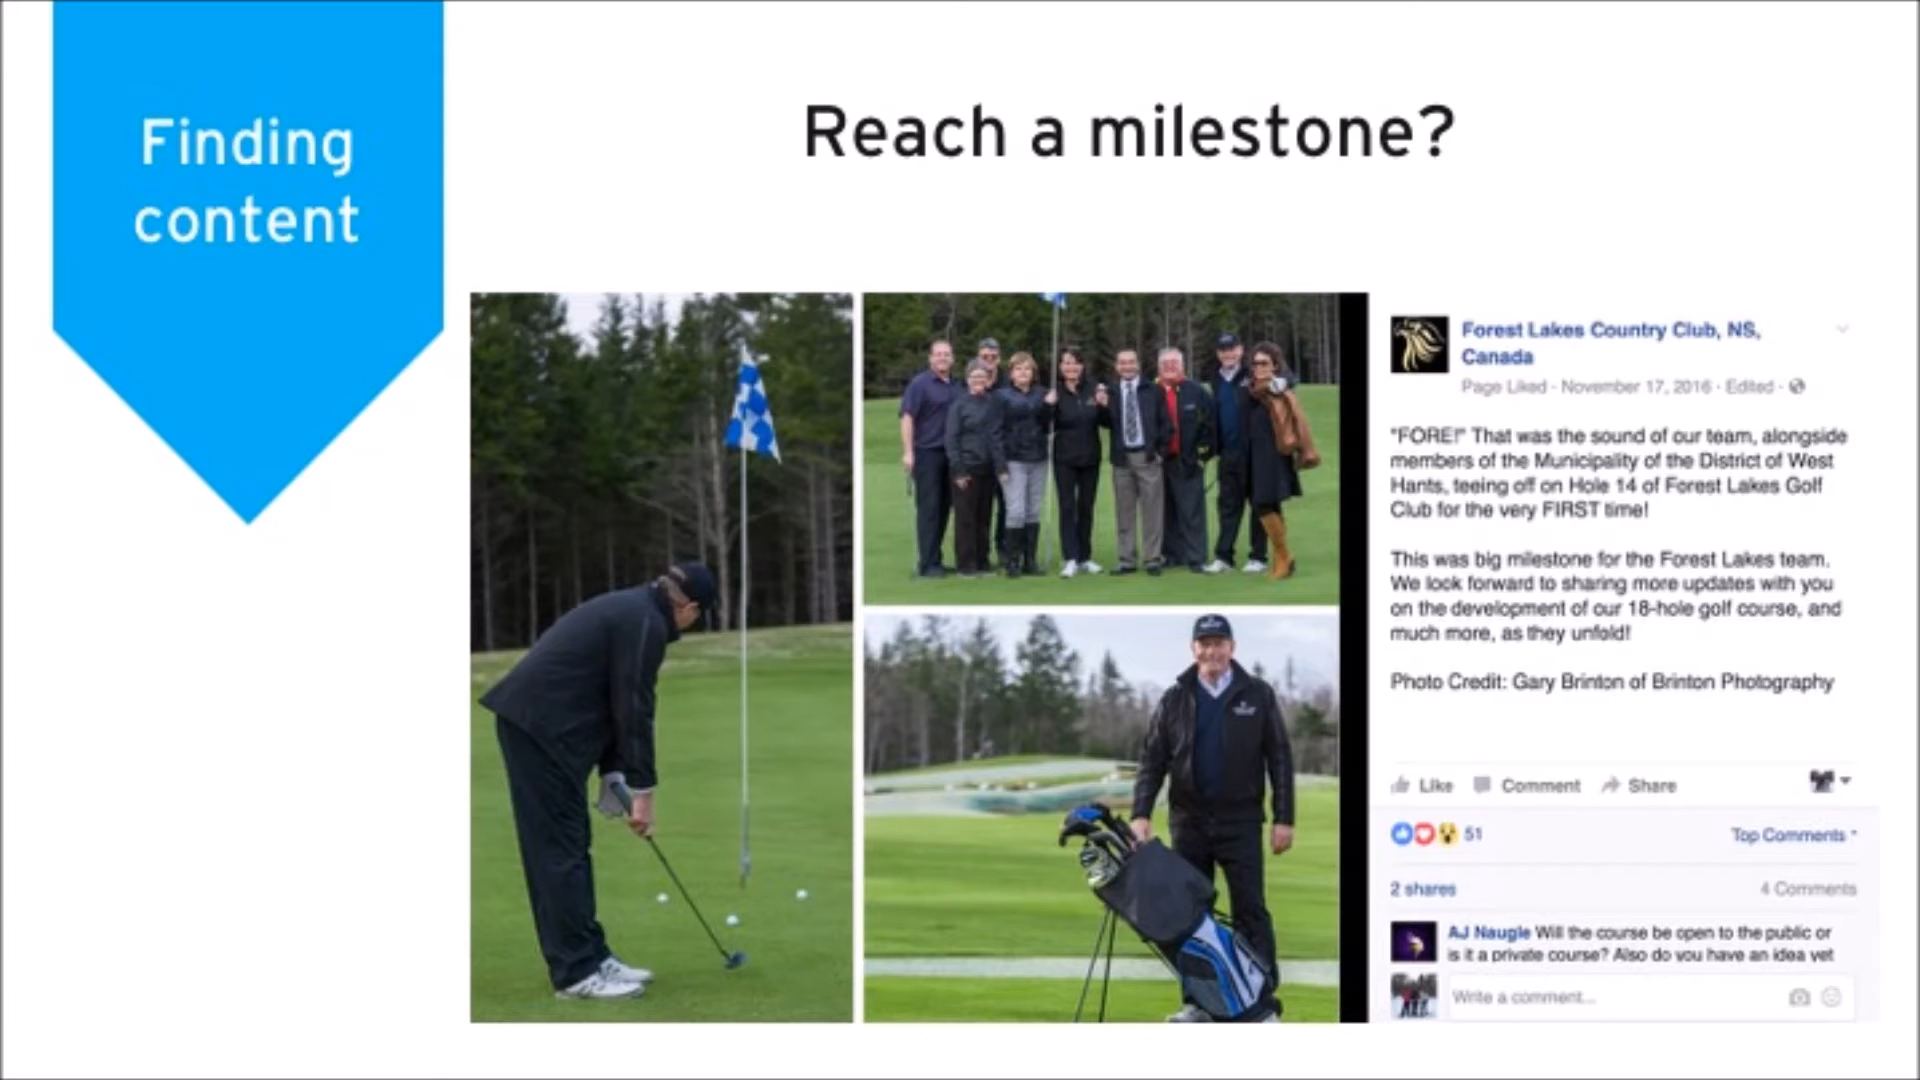 Finding
content
Reach a milestone?
Forest Lakes Country Club, NS,
Canada
Page Liked · November 17, 2016 · Edited ·
"FORE!" That was the sound of our team, alongside
members of the Municipality of the District of West
Hants, teeing off on Hole 14 of Forest Lakes Golf
Club for the very FIRST time!
This was big milestone for the Forest Lakes team.
We look forward to sharing more updates with you
on the development of our 18-hole golf course, and
much more, as they unfold!
Photo Credit: Gary Brinton of Brinton Photography
Like Comment Share
51 Top Comments
2 shares 4 Comments
AJ Naugle Will the course be open to the public or
is it a private course? Also do you have an idea yet
Write a comment...